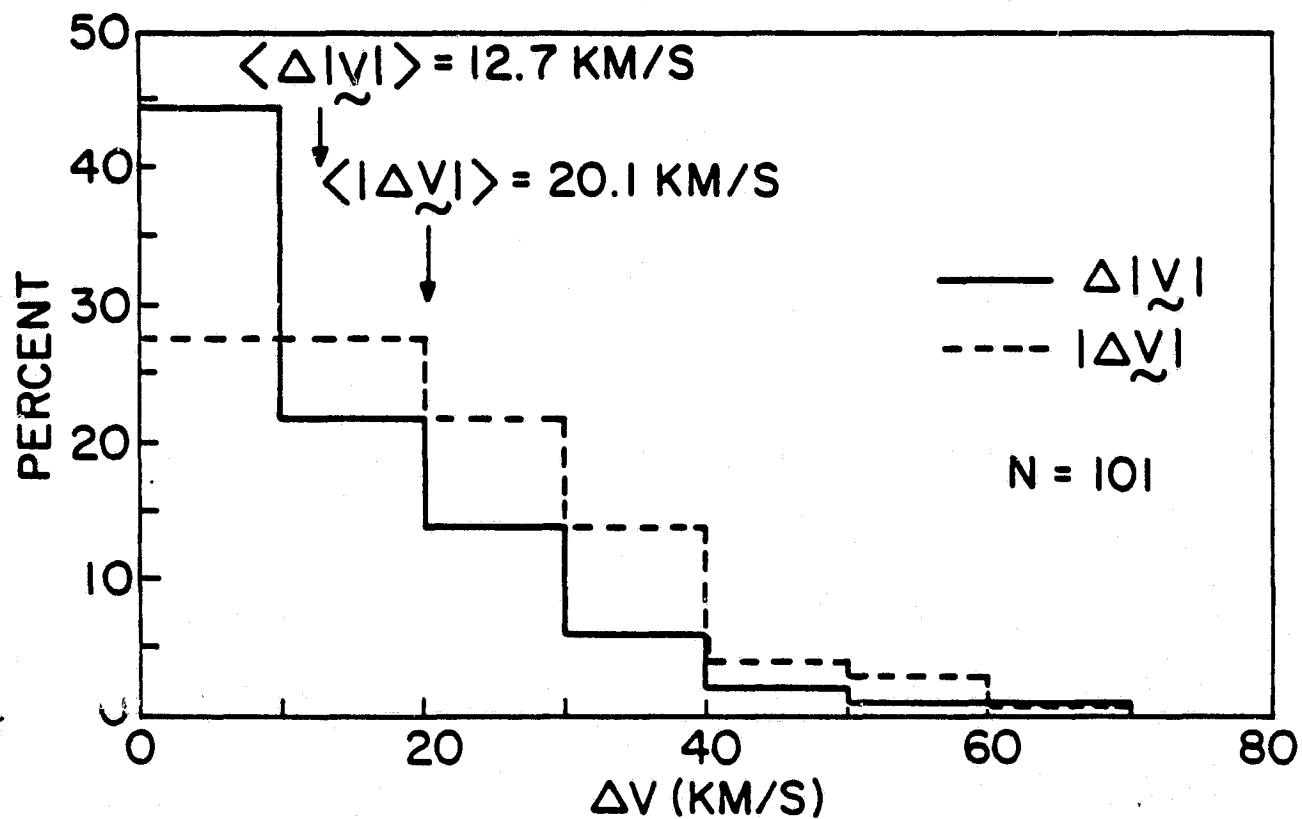 50
⟨Δ|V̰|⟩ = 12.7 KM/S
40
⟨|ΔV̰|⟩ = 20.1 KM/S
Δ|V̰|
30
|ΔV̰|
PERCENT
20
N = 101
10
0
0 20 40 60 80
ΔV (KM/S)